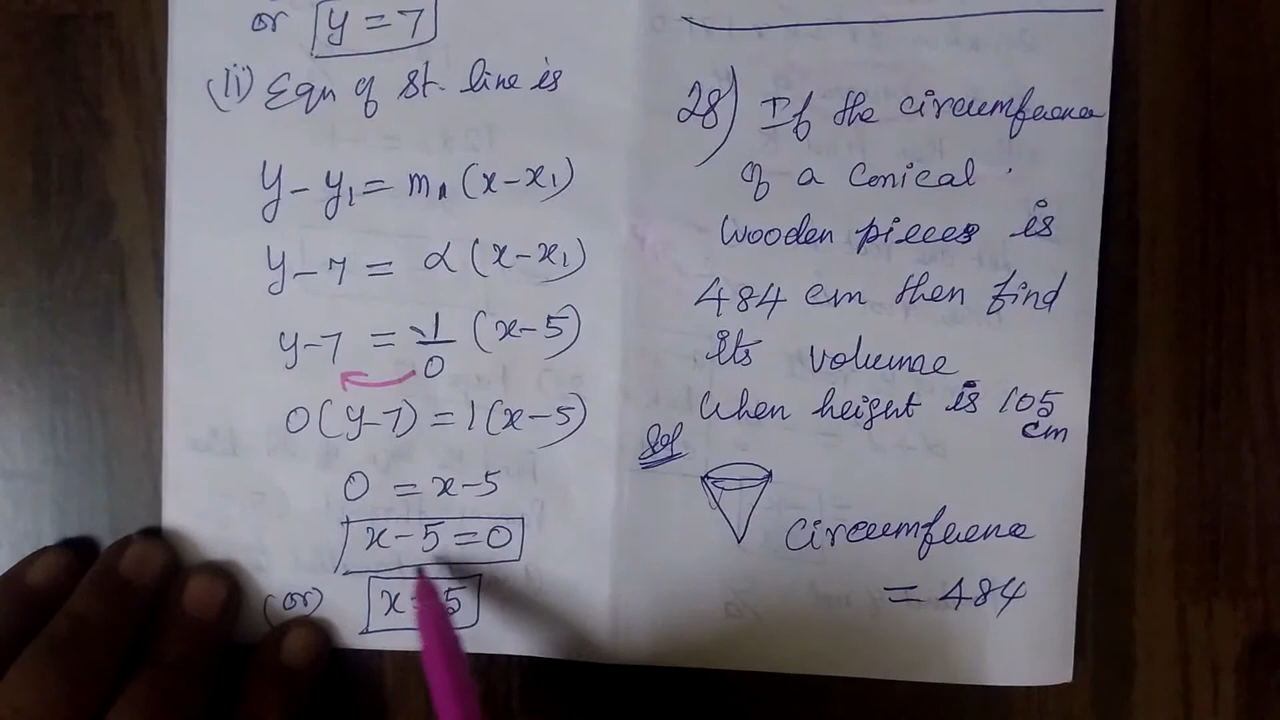 or y = 7
(ii) Eqn of st. line is
y - y₁ = m (x - x₁)
y - 7 = α (x - x₁)
y - 7 = 1/0 (x - 5)
0 (y - 7) = 1 (x - 5)
0 = x - 5
x - 5 = 0
(or) x = 5
28) If the circumference
of a conical
wooden pieces is
484 cm then find
its volume
when height is 105
cm
Sol
Circumference
= 484